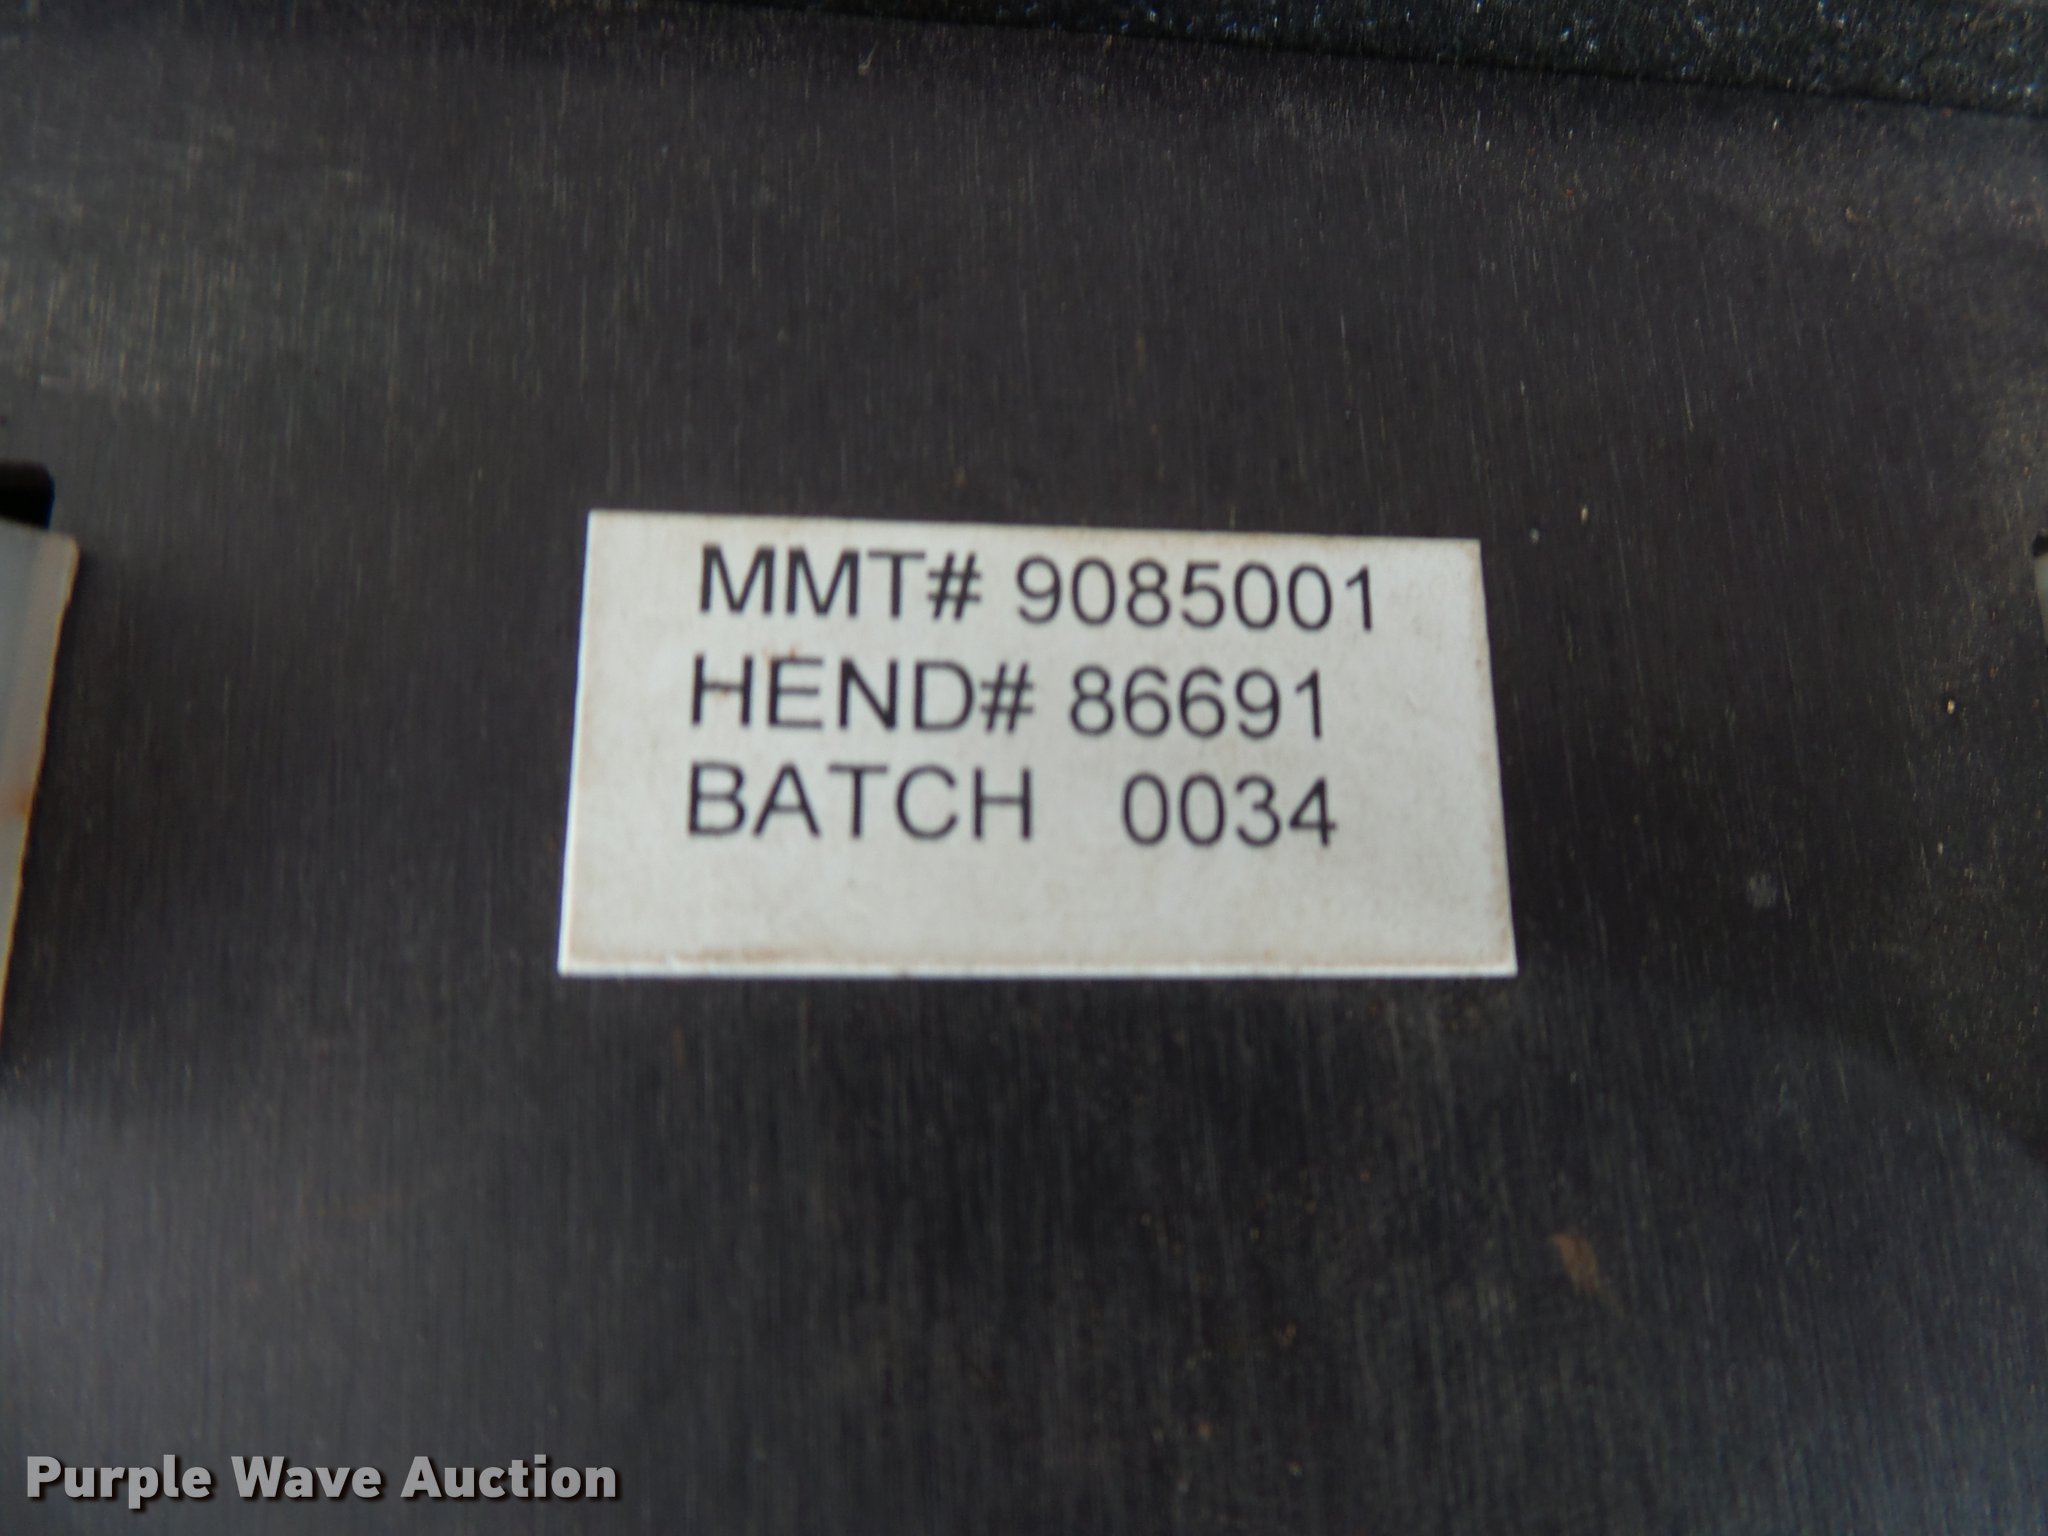 MMT# 9085001
HEND# 86691
BATCH 0034
Purple Wave Auction